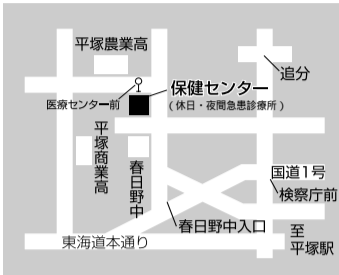 平塚農業高
追分
保健センター
(休日・夜間急患診療所)
医療センター前
平塚商業高
春日野中
国道1号
検察庁前
春日野中入口
東海道本通り
至
平塚駅